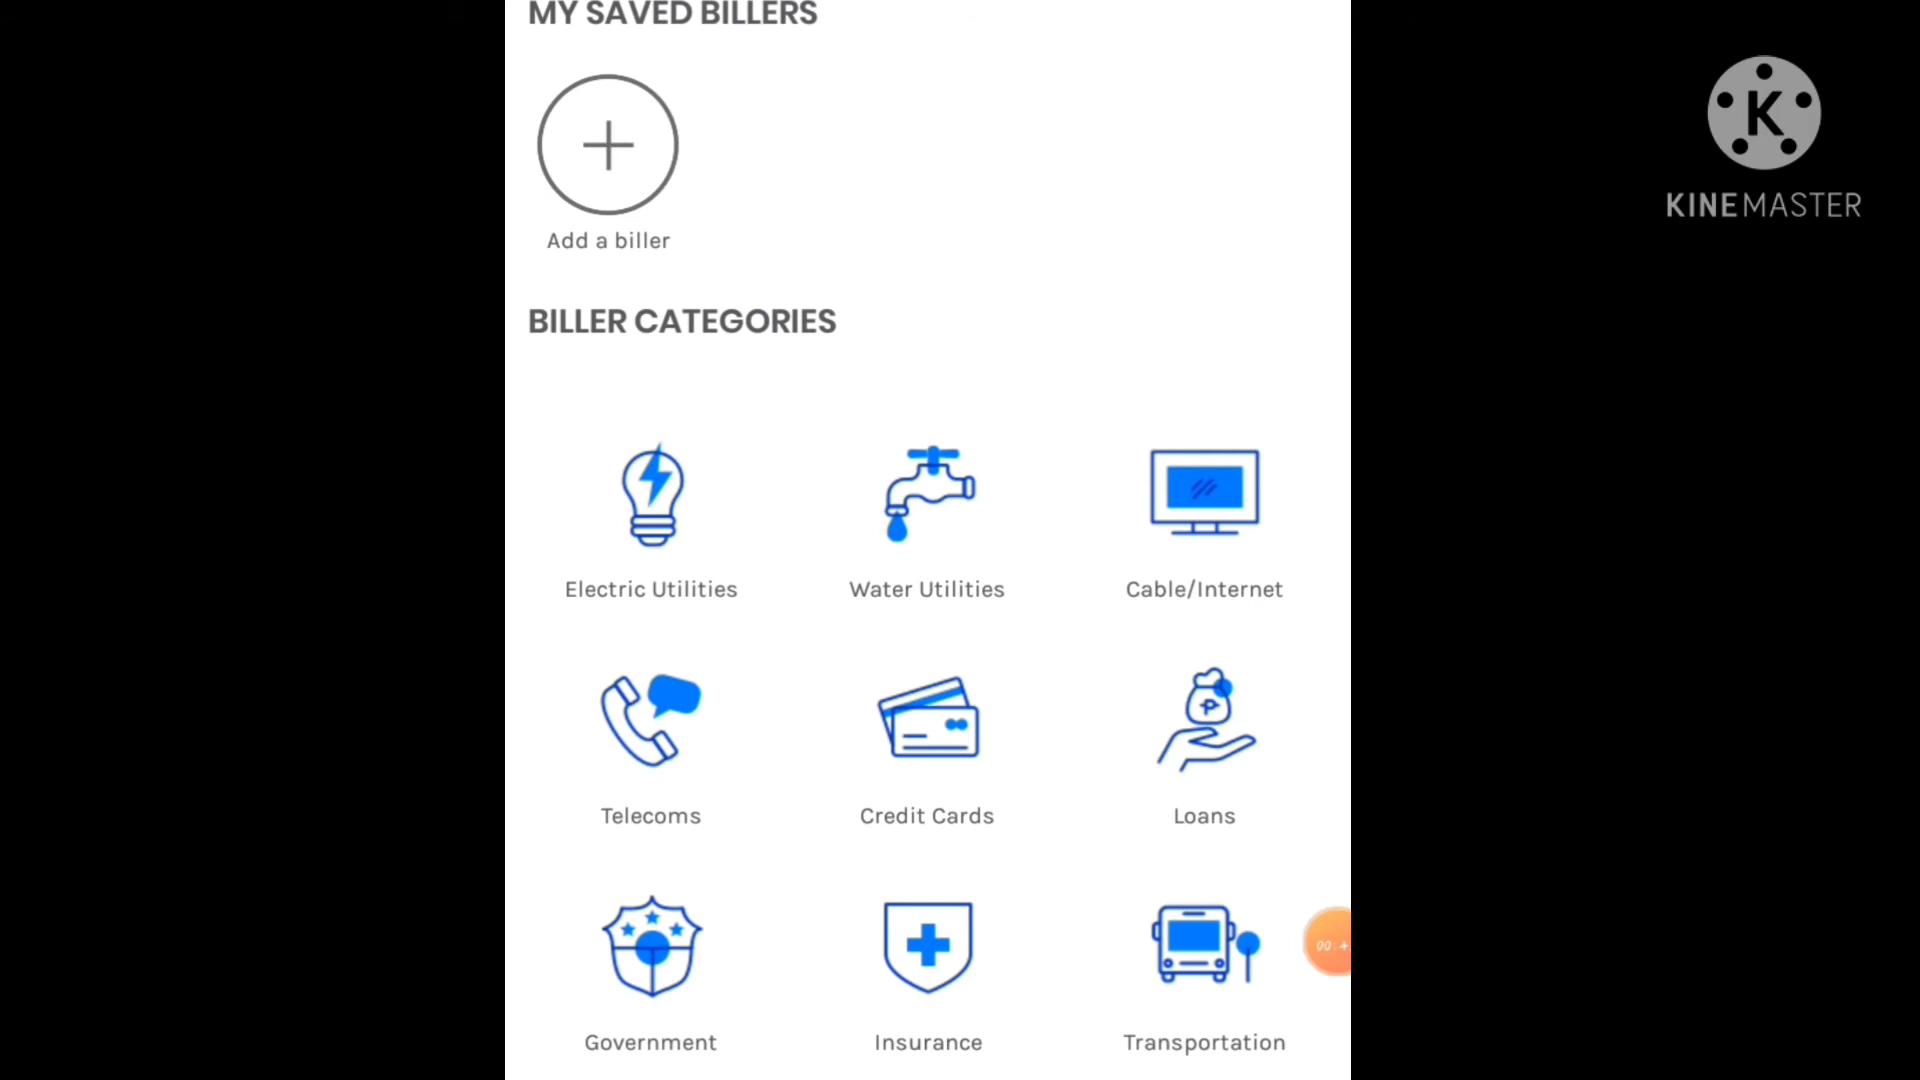 MY SAVED BILLERS
K
KINEMASTER
Add a biller
BILLER CATEGORIES
Electric Utilities
Water Utilities
Cable/Internet
Telecoms
Credit Cards
Loans
Government
Insurance
Transportation